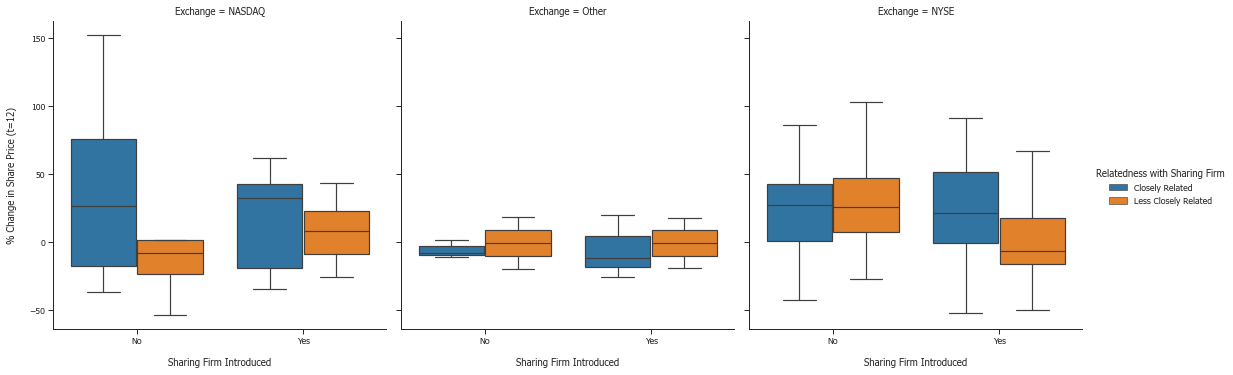 Exchange = NASDAQ
Exchange = Other
Exchange = NYSE
% Change in Share Price (t=12)
150
100
50
0
−50
No
Yes
No
Yes
No
Yes
Sharing Firm Introduced
Sharing Firm Introduced
Sharing Firm Introduced
Relatedness with Sharing Firm
Closely Related
Less Closely Related